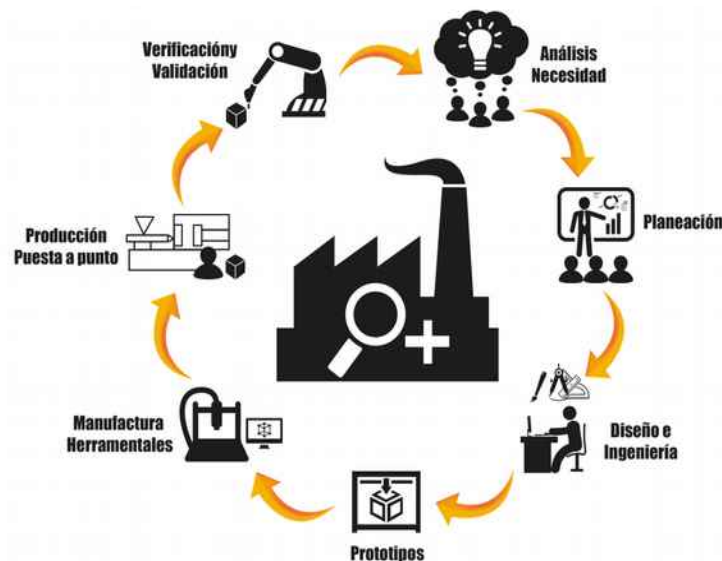 Verificacióny
Validación
Análisis
Necesidad
Planeación
Diseño e
Ingeniería
Prototipos
Manufactura
Herramentales
Producción
Puesta a punto